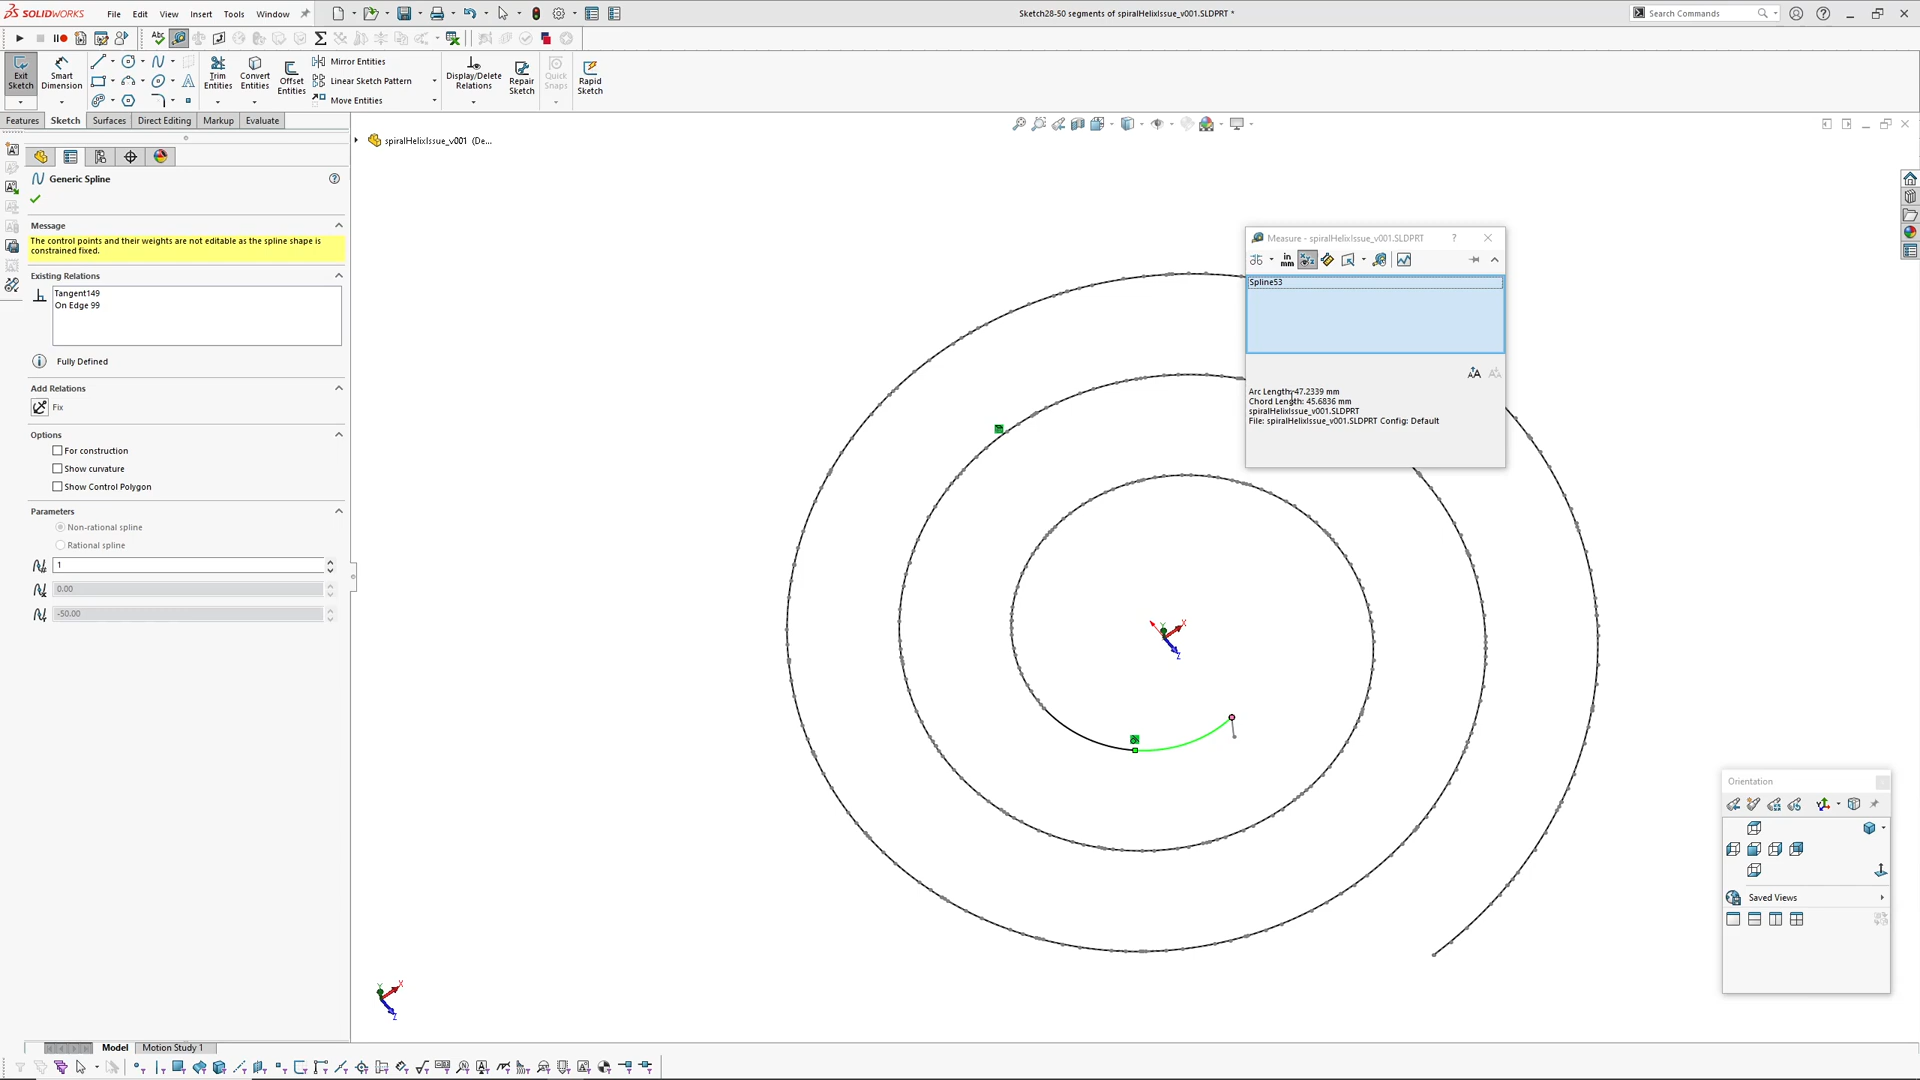 SOLIDWORKS
File
Edit
View
Insert
Tools
Window
Sketch28-50 segments of spiralHelixIssue_v001.SLDPRT *
Search Commands
Exit Sketch
Smart Dimension
Trim Entities
Convert Entities
Offset Entities
Mirror Entities
Linear Sketch Pattern
Move Entities
Display/Delete Relations
Repair Sketch
Quick Snaps
Rapid Sketch
Features
Sketch
Surfaces
Direct Editing
Markup
Evaluate
spiralHelixIssue_v001 (De...
Generic Spline
Message
The control points and their weights are not editable as the spline shape is
constrained fixed.
Existing Relations
Tangent149
On Edge 99
Fully Defined
Add Relations
Fix
Options
For construction
Show curvature
Show Control Polygon
Parameters
Non-rational spline
Rational spline
1
0.00
-50.00
Measure - spiralHelixIssue_v001.SLDPRT
in
mm
Spline53
Arc Length: 47.2339 mm
Chord Length: 45.6836 mm
spiralHelixIssue_v001.SLDPRT
File: spiralHelixIssue_v001.SLDPRT Config: Default
Y
X
Z
Orientation
Saved Views
Y
X
Z
Model
Motion Study 1